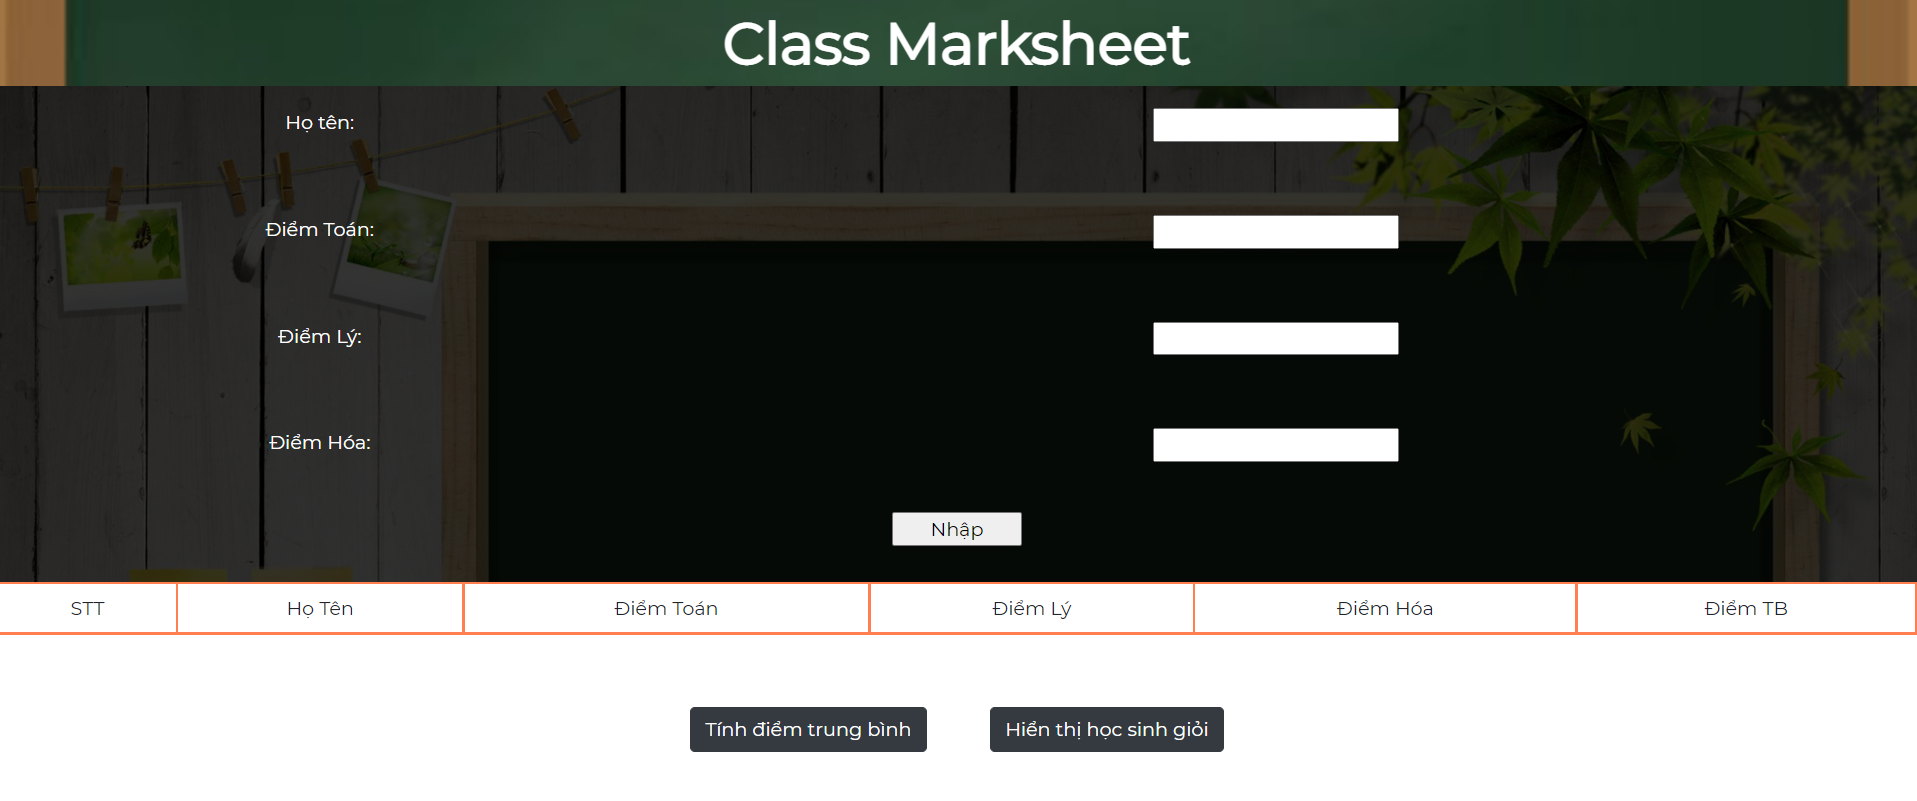 Class Marksheet
Họ tên:
Điểm Toán:
Điểm Lý:
Điểm Hóa:
Nhập
STT Họ Tên Điểm Toán Điểm Lý Điểm Hóa Điểm TB
Tính điểm trung bình Hiển thị học sinh giỏi